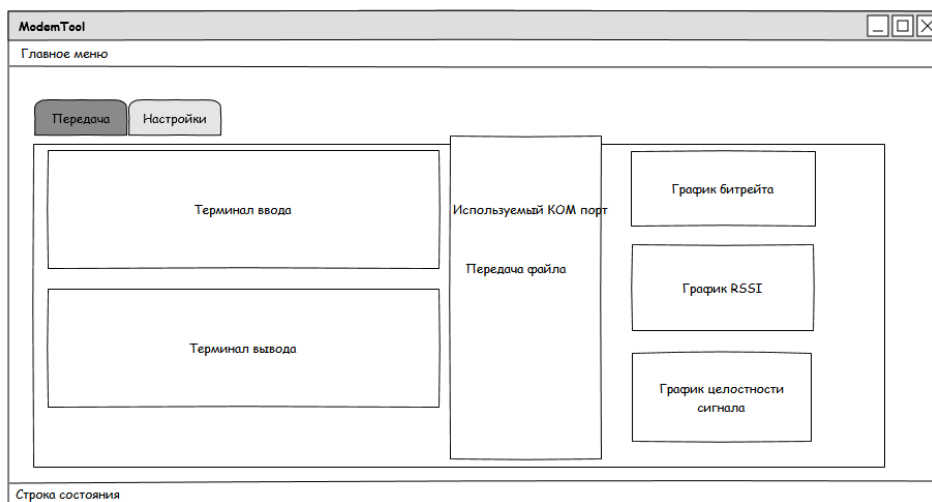 ModemTool
Главное меню
Передача
Настройки
Терминал ввода
Терминал вывода
Используемый КОМ порт
Передача файла
График битрейта
График RSSI
График целостности
сигнала
Строка состояния